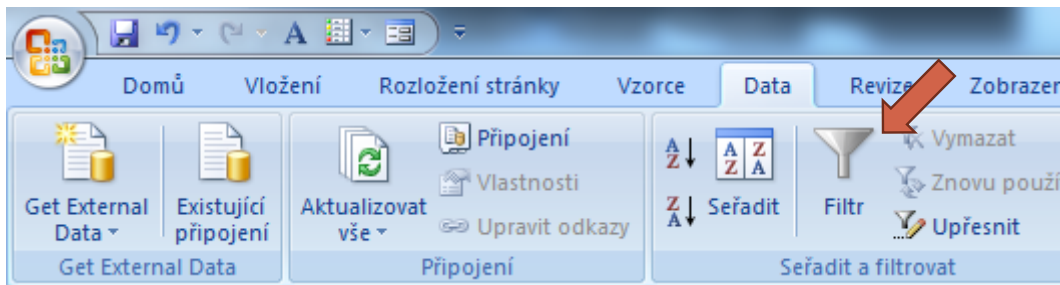 Domů Vložení Rozložení stránky Vzorce Data Revize Zobrazen
Get External Data
Existující připojení
Aktualizovat vše
Připojení
Vlastnosti
Upravit odkazy
A Z
Z A
A Z Z A
Seřadit
Filtr
Vymazat
Znovu použí
Upřesnit
Get External Data Připojení Seřadit a filtrovat